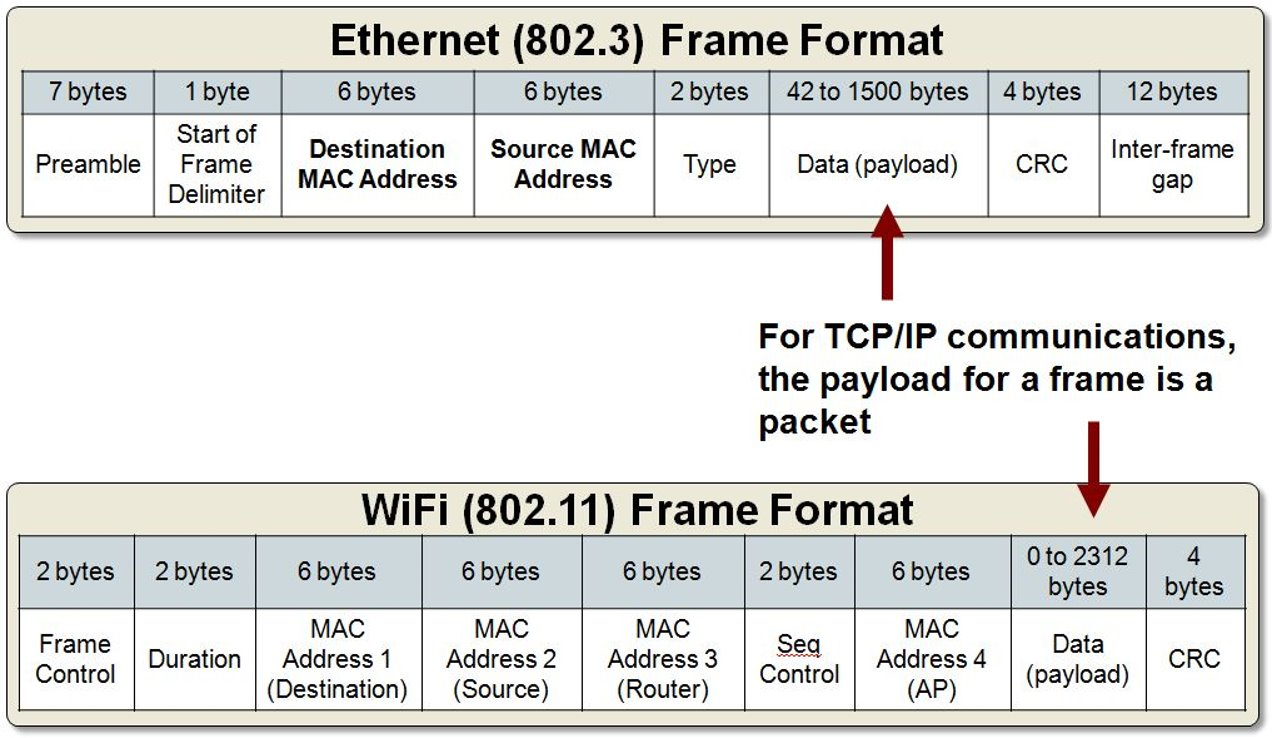 Ethernet (802.3) Frame Format
7 bytes 1 byte 6 bytes 6 bytes 2 bytes 42 to 1500 bytes 4 bytes 12 bytes
Preamble
Start of
Frame
Delimiter
Destination
MAC Address
Source MAC
Address
Type
Data (payload)
CRC
Inter-frame
gap
For TCP/IP communications,
the payload for a frame is a
packet
WiFi (802.11) Frame Format
2 bytes 2 bytes 6 bytes 6 bytes 6 bytes 2 bytes 6 bytes
0 to 2312
bytes
4
bytes
Frame
Control
Duration
MAC
Address 1
(Destination)
MAC
Address 2
(Source)
MAC
Address 3
(Router)
Seq
Control
MAC
Address 4
(AP)
Data
(payload)
CRC